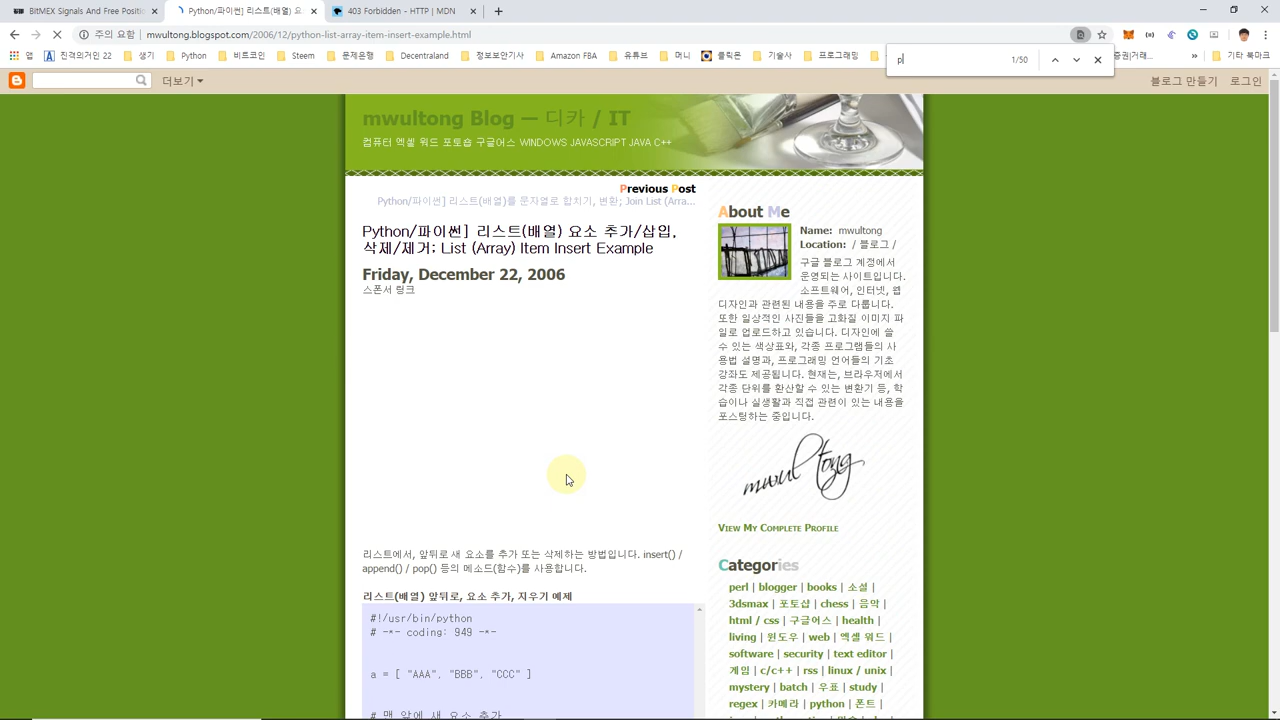 BitMEX Signals And Free Positio
Python/파이썬] 리스트(배열) 요
403 Forbidden - HTTP | MDN
주의 요함
mwultong.blogspot.com/2006/12/python-list-array-item-insert-example.html
앱
진격의거인 22
생기
Python
비트코인
Steem
문제은행
Decentralized
정보보안기사
Amazon FBA
유튜브
머니
클릭온
기술사
프로그래밍
증권|거래...
»
기타 북마크
p
1/50
더보기
블로그 만들기
로그인
mwultong Blog — 디카 / IT
컴퓨터 엑셀 워드 포토숍 구글어스 WINDOWS JAVASCRIPT JAVA C++
Previous Post
Python/파이썬] 리스트(배열)를 문자열로 합치기, 변환; Join List (Arra...
Python/파이썬] 리스트(배열) 요소 추가/삽입,
삭제/제거; List (Array) Item Insert Example
Friday, December 22, 2006
스폰서 링크
리스트에서, 앞뒤로 새 요소를 추가 또는 삭제하는 방법입니다. insert() /
append() / pop() 등의 메소드(함수)를 사용합니다.
리스트(배열) 앞뒤로, 요소 추가, 지우기 예제
#!/usr/bin/python
# -*- coding: 949 -*-
a = [ "AAA", "BBB", "CCC" ]
# 맨 앞에 새 요소 추가
About Me
Name: mwultong
Location: / 블로그 /
구글 블로그 계정에서
운영되는 사이트입니다.
소프트웨어, 인터넷, 웹
디자인과 관련된 내용을 주로 다룹니다.
또한 일상적인 사진들을 고화질 이미지 파
일로 업로드하고 있습니다. 디자인에 쓸
수 있는 색상표와, 각종 프로그램들의 사
용법 설명과, 프로그래밍 언어들의 기초
강좌도 제공됩니다. 현재는, 브라우저에서
각종 단위를 환산할 수 있는 변환기 등, 학
습이나 실생활과 직접 관련이 있는 내용을
포스팅하는 중입니다.
mwultong
View My Complete Profile
Categories
perl | blogger | books | 소설 |
3dsmax | 포토샵 | chess | 음악 |
html / css | 구글어스 | health |
living | 윈도우 | web | 엑셀 워드 |
software | security | text editor |
게임 | c/c++ | rss | linux / unix |
mystery | batch | 우표 | study |
regex | 카메라 | python | 폰트 |